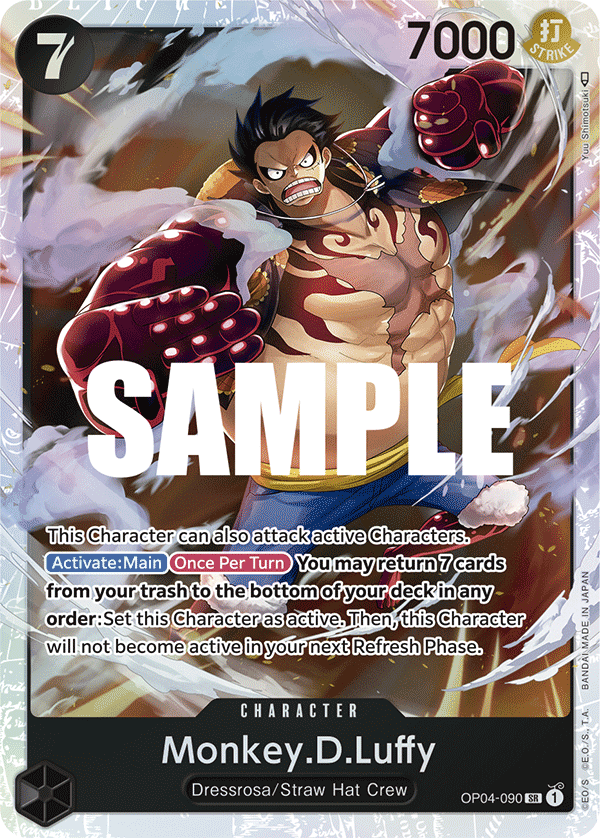 7
7000
打
STRIKE
Yuu Shiimotsuki
SAMPLE
This Character can also attack active Characters.
Activate:Main Once Per Turn You may return 7 cards
from your trash to the bottom of your deck in any
order:Set this Character as active. Then, this Character
will not become active in your next Refresh Phase.
CHARACTER
Monkey.D.Luffy
Dressrosa/Straw Hat Crew
OP04-090 SR 1
©E.O/S ©E.O./S., T.A. BANDAI MADE IN JAPAN